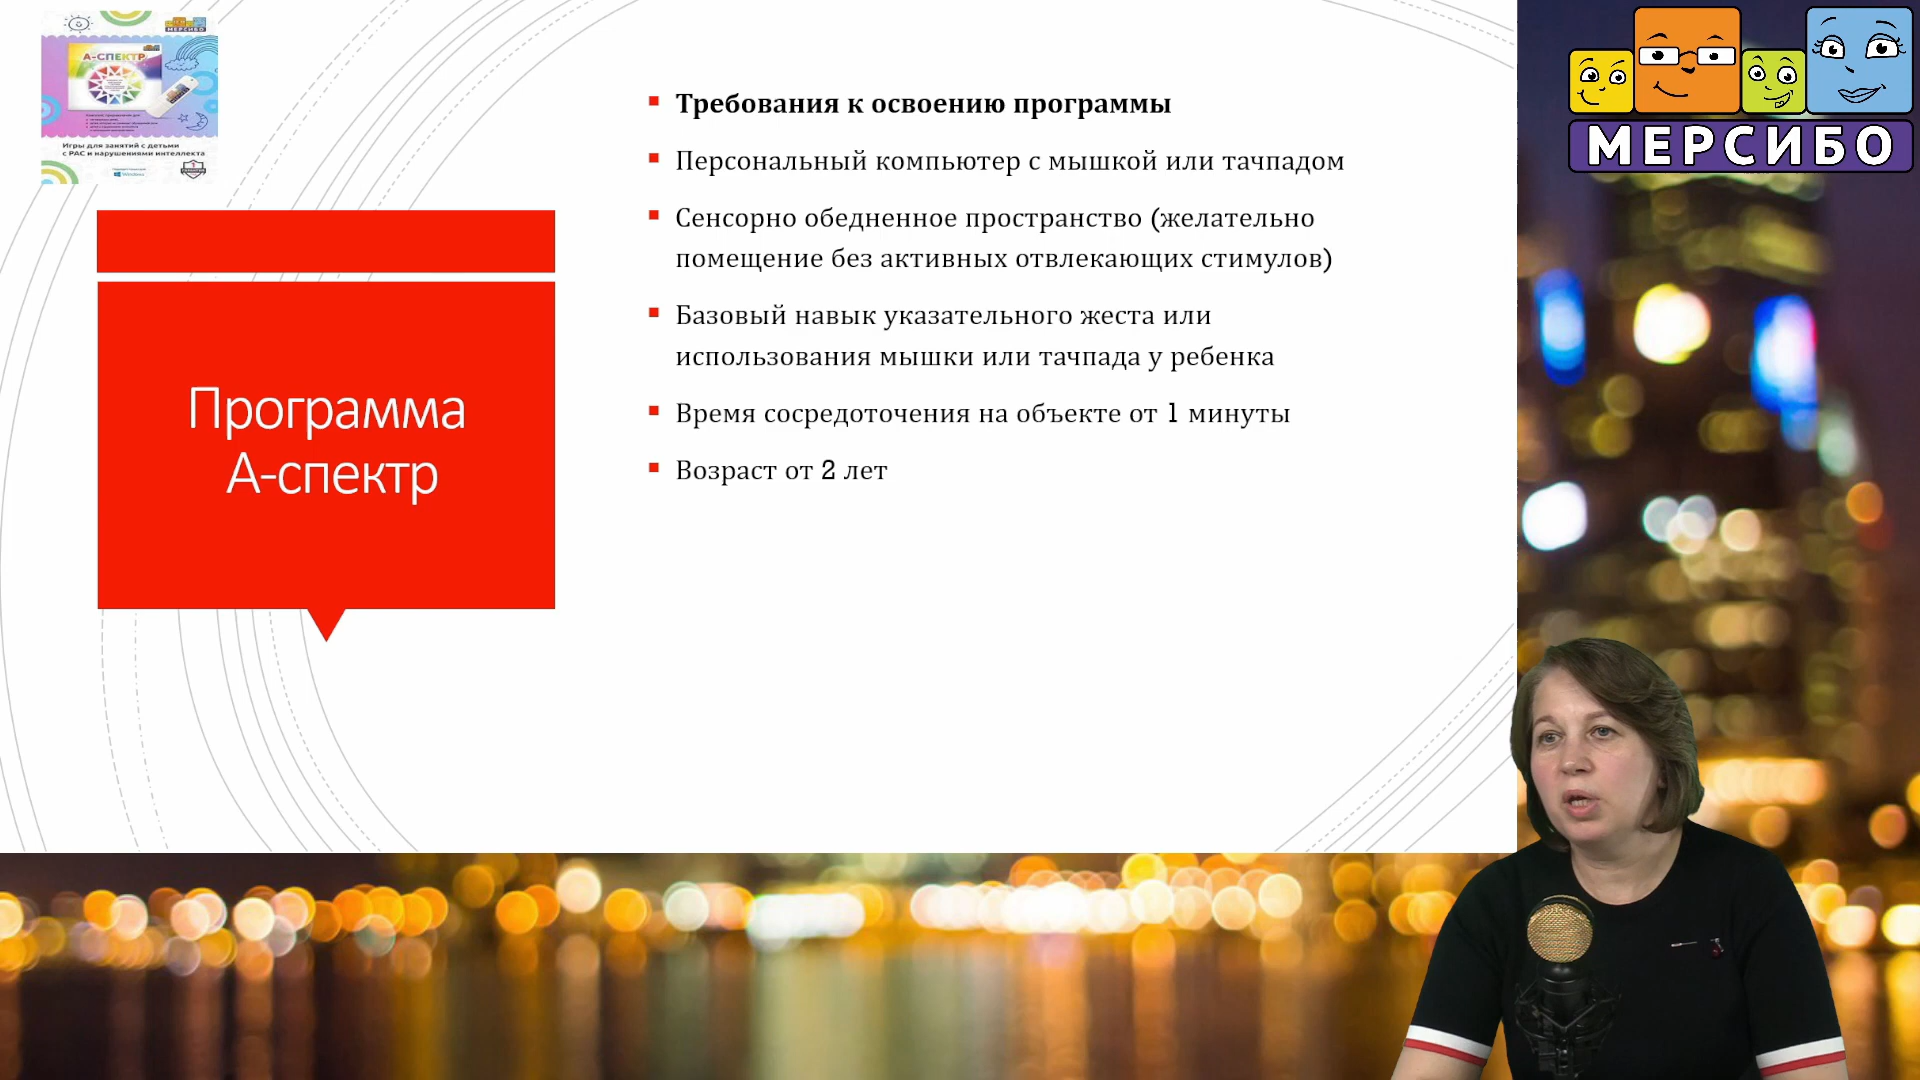 МЕРСИБО
А-СПЕКТР
Игры для занятий с детьми
с РАС и нарушениями интеллекта
Windows
Программа
А-спектр
Требования к освоению программы
Персональный компьютер с мышкой или тачпадом
Сенсорно обедненное пространство (желательно
помещение без активных отвлекающих стимулов)
Базовый навык указательного жеста или
использования мышки или тачпада у ребенка
Время сосредоточения на объекте от 1 минуты
Возраст от 2 лет
МЕРСИБО